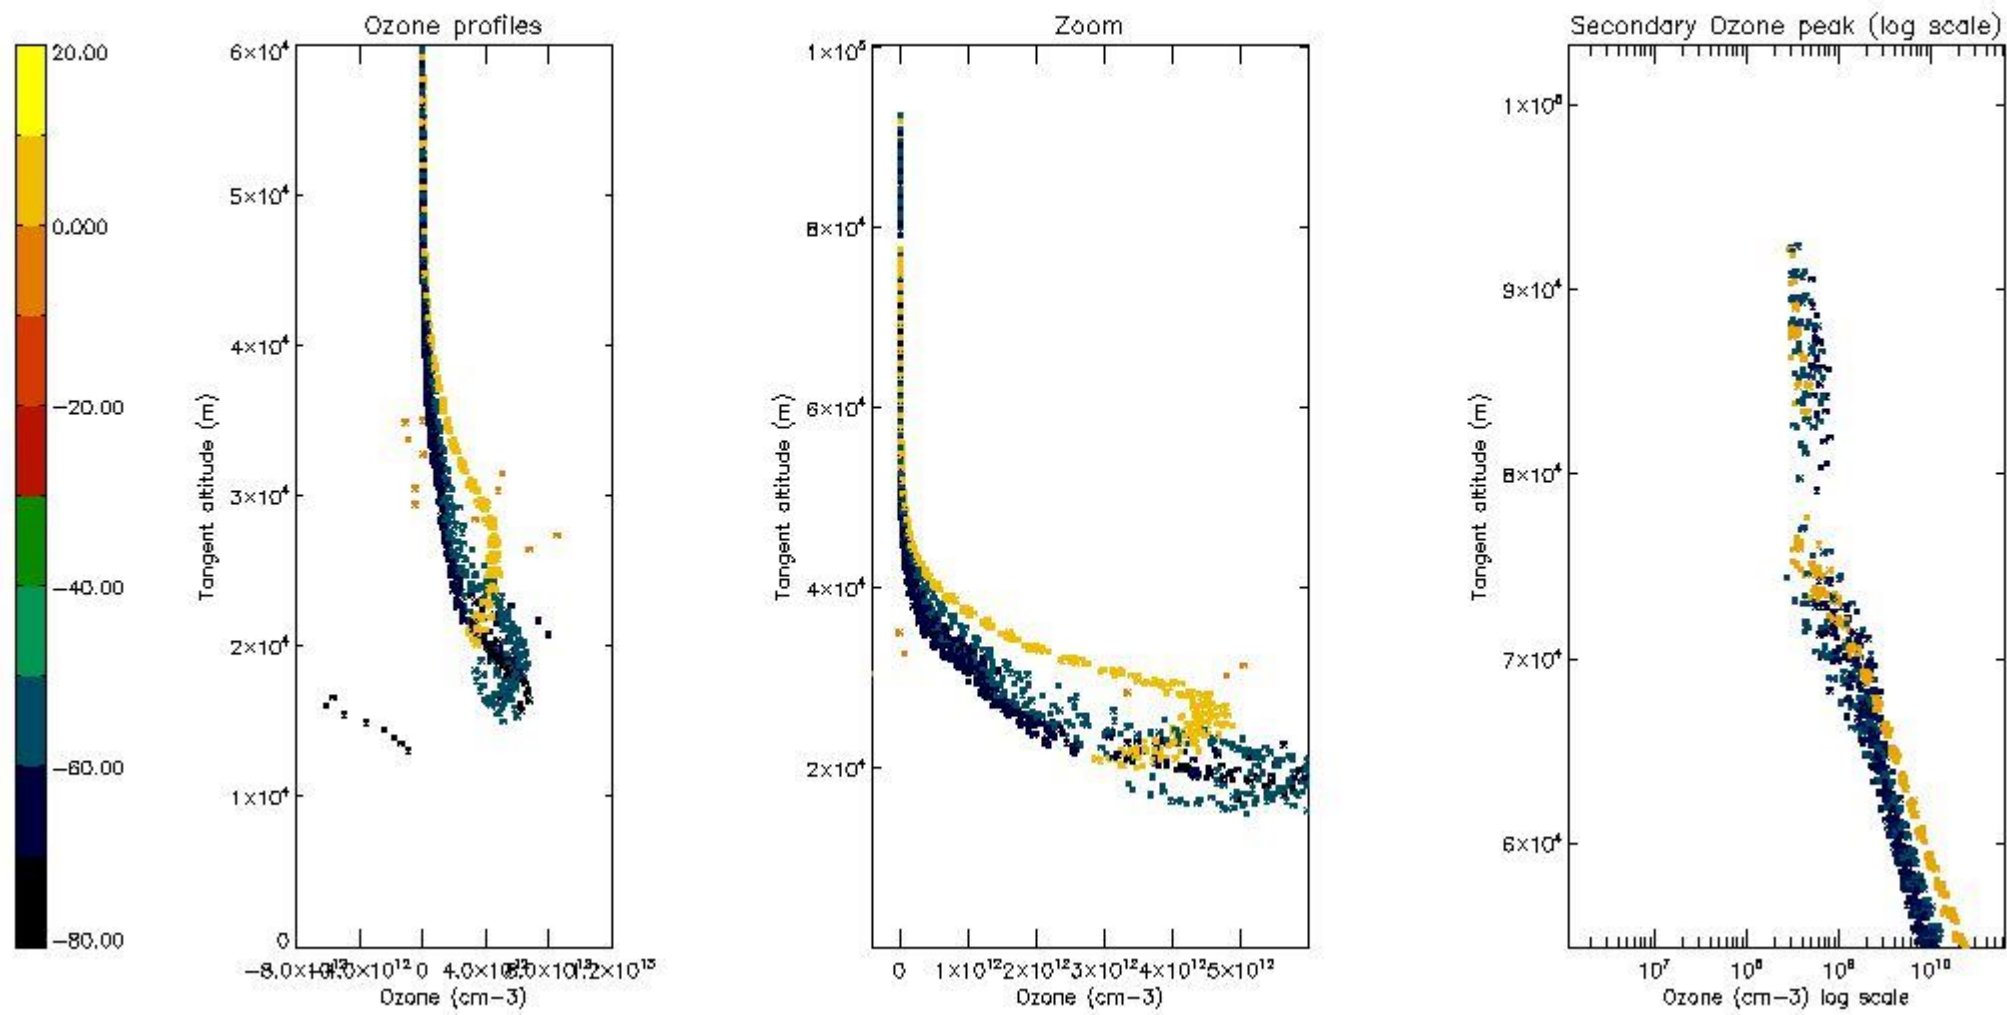 Ozone profiles
Zoom
Secondary Ozone peak (log scale)
20.00
0.000
−20.00
−40.00
−60.00
−80.00
6×10⁴
5×10⁴
4×10⁴
3×10⁴
2×10⁴
1×10⁴
0
Tangent altitude (m)
0
Ozone (cm−3)
1×10⁵
8×10⁴
6×10⁴
4×10⁴
2×10⁴
Tangent altitude (m)
0 1×10¹² 2×10¹² 3×10¹² 4×10¹² 5×10¹²
Ozone (cm−3)
9×10⁴
8×10⁴
7×10⁴
6×10⁴
Tangent altitude (m)
10⁷ 10⁸ 10⁹ 10¹⁰
Ozone (cm−3) log scale